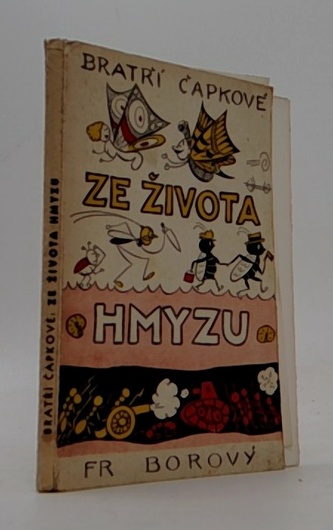 BRATŘÍ ČAPKOVÉ
ZE ŽIVOTA
HMYZU
FR BOROVÝ
BRATŘÍ ČAPKOVÉ: ZE ŽIVOTA HMYZU